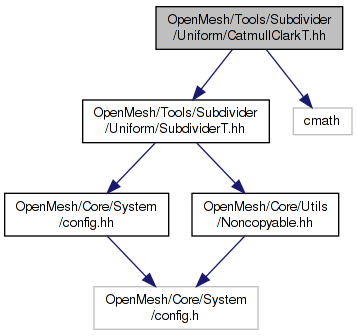 OpenMesh/Tools/Subdivider
/Uniform/CatmullClarkT.hh
OpenMesh/Tools/Subdivider
/Uniform/SubdividerT.hh
cmath
OpenMesh/Core/System
/config.hh
OpenMesh/Core/Utils
/Noncopyable.hh
OpenMesh/Core/System
/config.h